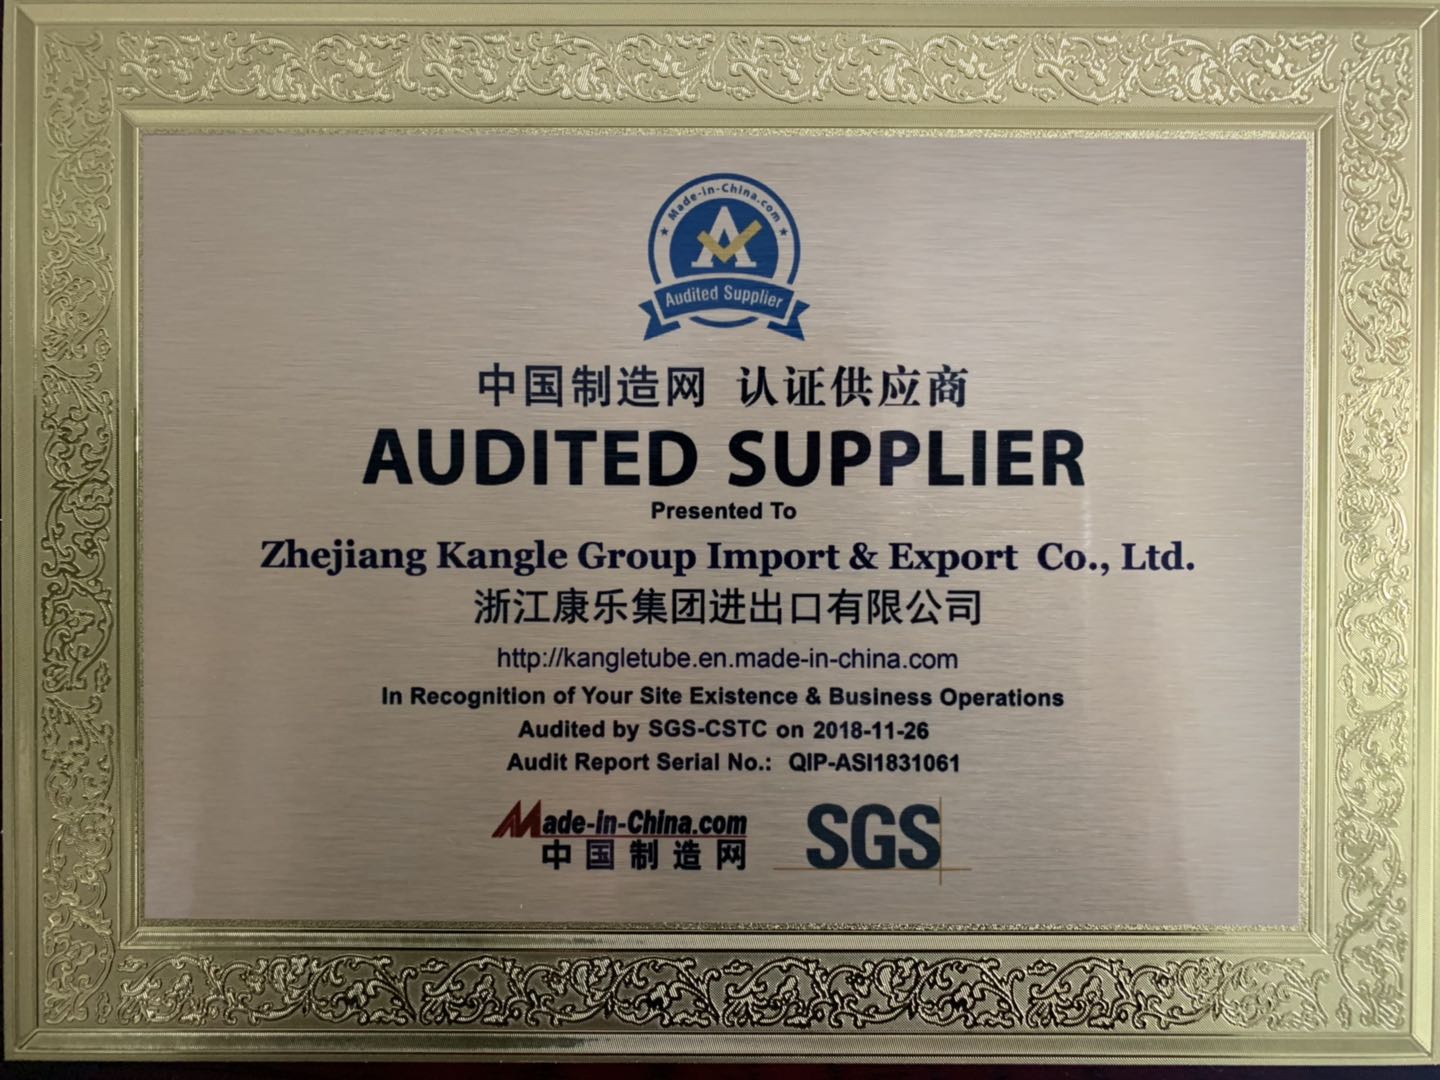 Made-in-China.com
A
Audited Supplier
中国制造网 认证供应商
AUDITED SUPPLIER
Presented To
Zhejiang Kangle Group Import & Export Co., Ltd.
浙江康乐集团进出口有限公司
http://kangletube.en.made-in-china.com
In Recognition of Your Site Existence & Business Operations
Audited by SGS-CSTC on 2018-11-26
Audit Report Serial No.: QIP-ASI1831061
Made-in-China.com
中国制造网
SGS